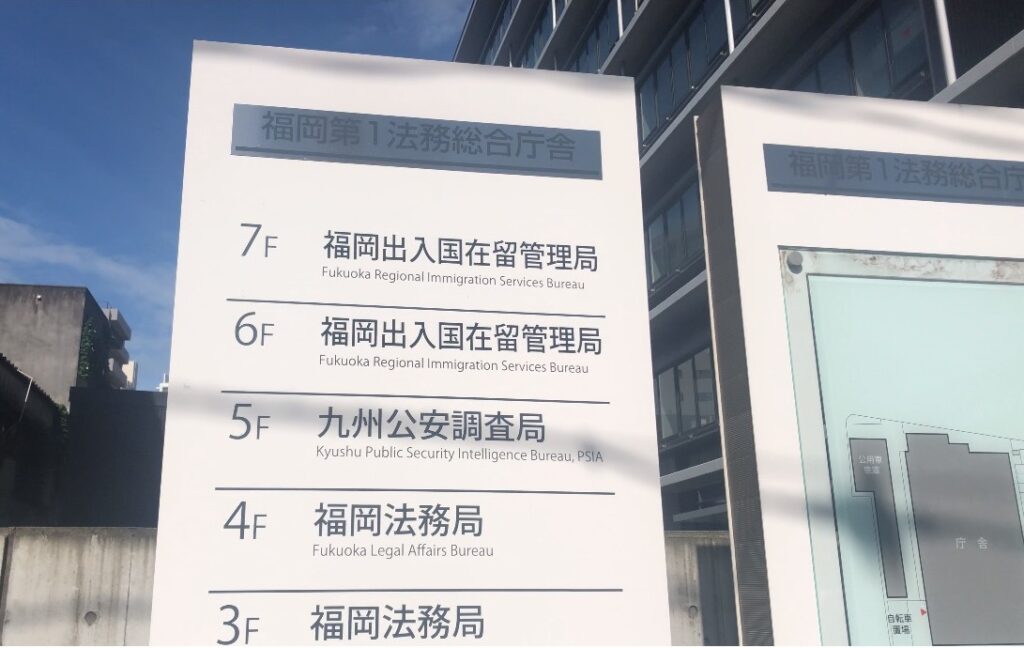 福岡第1法務総合庁舎
7F 福岡出入国在留管理局
Fukuoka Regional Immigration Services Bureau
6F 福岡出入国在留管理局
Fukuoka Regional Immigration Services Bureau
5F 九州公安調査局
Kyushu Public Security Intelligence Bureau, PSIA
4F 福岡法務局
Fukuoka Legal Affairs Bureau
3F 福岡法務局
福岡第1法務総合庁
公用車
車庫
庁舎
自転車
置場